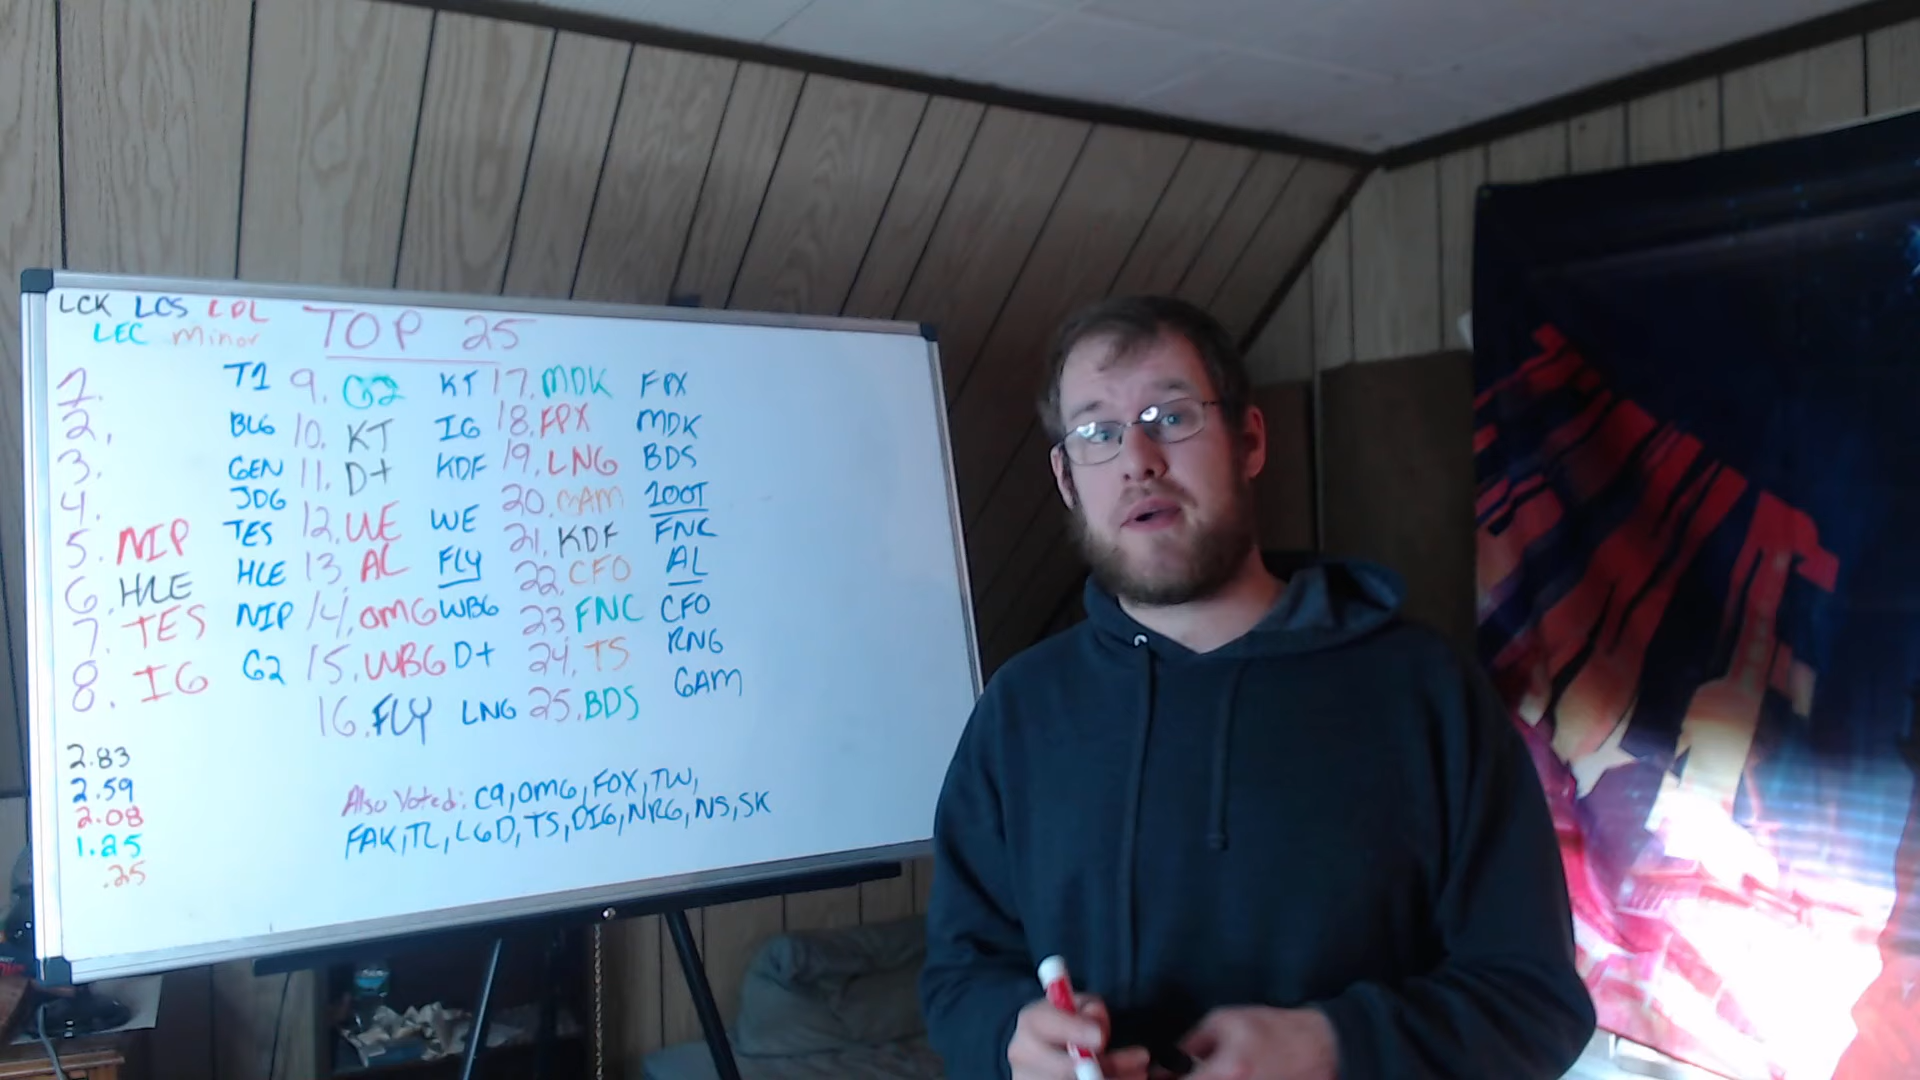 LCK LCS LPL
LEC Minor
TOP 25
1. T1 9. G2 KT 17. MDK FPX
2. BLG 10. KT IG 18. FPX MDK
3. GEN 11. D+ KDF 19. LNG BDS
4. JDG 12. WE WE 20. GAM 100T
5. NIP TES 13. AL FLY 21. KDF FNC
6. HLE HLE 14. OMG WBG 22. CFO AL
7. TES NIP 15. WBG D+ 23 FNC CFO
8. IG G2 16. FLY LNG 24. TS RNG
25. BDS GAM
2.83
2.59
2.08
1.25
.25
Also Voted: C9, OMG, FOX, TW,
FAK, TL, LGD, TS, DIG, NRG, NS, SK